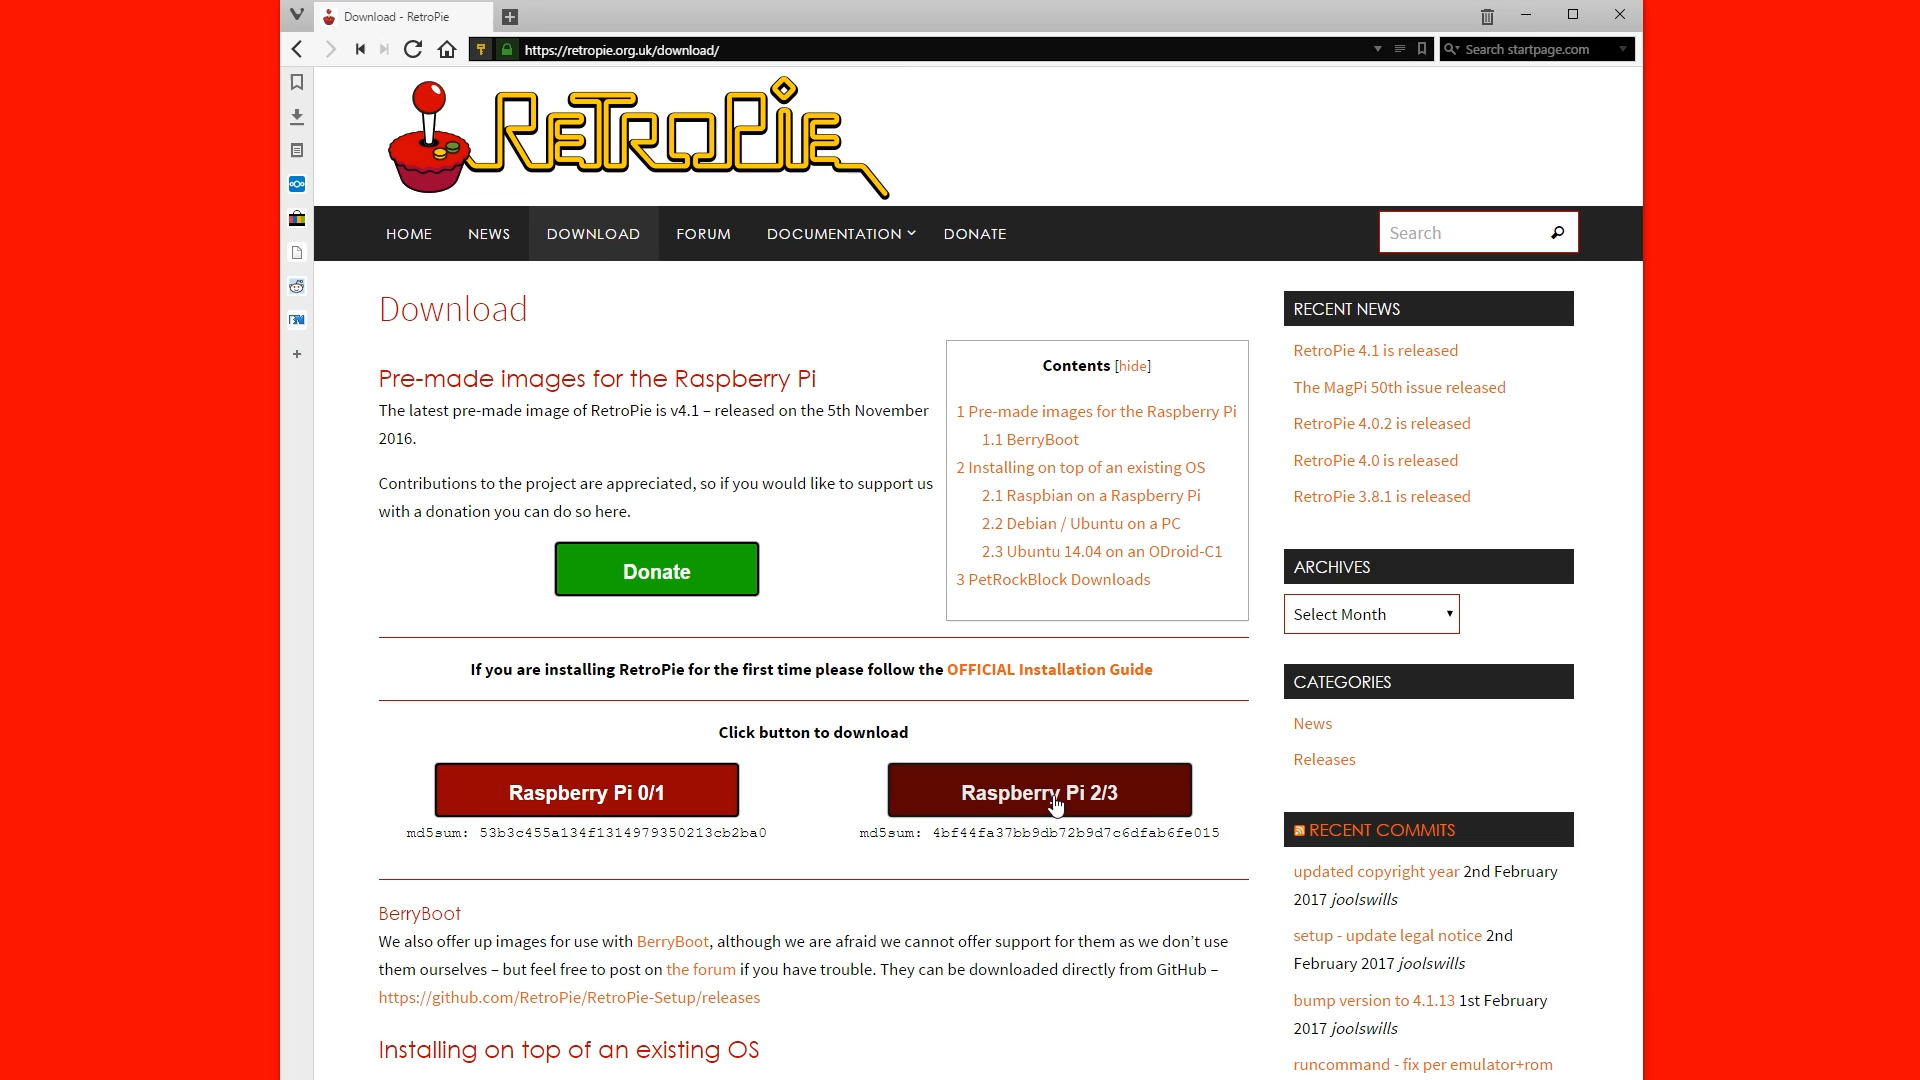 Download - RetroPie
https://retropie.org.uk/download/
Search startpage.com
RETROPIE
HOME
NEWS
DOWNLOAD
FORUM
DOCUMENTATION
DONATE
Search
Download
Pre-made images for the Raspberry Pi
The latest pre-made image of RetroPie is v4.1 – released on the 5th November
2016.
Contributions to the project are appreciated, so if you would like to support us
with a donation you can do so here.
Donate
Contents [hide]
1 Pre-made images for the Raspberry Pi
1.1 BerryBoot
2 Installing on top of an existing OS
2.1 Raspbian on a Raspberry Pi
2.2 Debian / Ubuntu on a PC
2.3 Ubuntu 14.04 on an ODroid-C1
3 PetRockBlock Downloads
If you are installing RetroPie for the first time please follow the OFFICIAL Installation Guide
Click button to download
Raspberry Pi 0/1
md5sum: 53b3c455a134f1314979350213cb2ba0
Raspberry Pi 2/3
md5sum: 4bf44fa37bb9db72b9d7c6dfab6fe015
BerryBoot
We also offer up images for use with BerryBoot, although we are afraid we cannot offer support for them as we don't use
them ourselves – but feel free to post on the forum if you have trouble. They can be downloaded directly from GitHub –
https://github.com/RetroPie/RetroPie-Setup/releases
Installing on top of an existing OS
RECENT NEWS
RetroPie 4.1 is released
The MagPi 50th issue released
RetroPie 4.0.2 is released
RetroPie 4.0 is released
RetroPie 3.8.1 is released
ARCHIVES
Select Month
CATEGORIES
News
Releases
RECENT COMMITS
updated copyright year 2nd February
2017 joolswills
setup - update legal notice 2nd
February 2017 joolswills
bump version to 4.1.13 1st February
2017 joolswills
runcommand - fix per emulator+rom